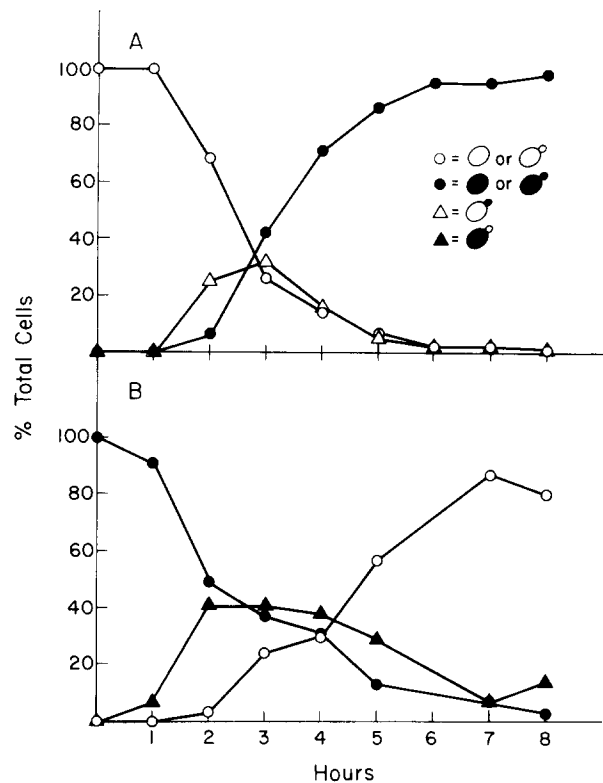 A
100
80
60
40
20
○ = or
● = or
△ =
▲ =
% Total Cells
B
100
80
60
40
20
1 2 3 4 5 6 7 8
Hours